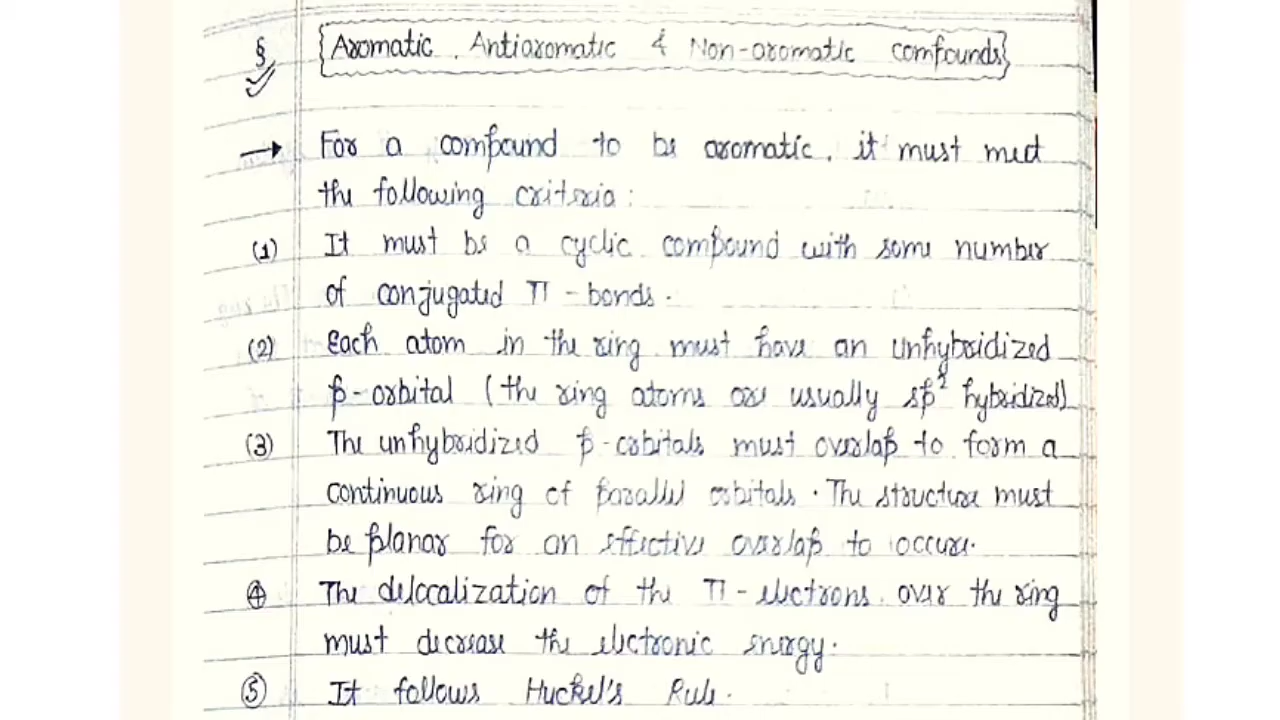 § Aromatic, Antiaromatic & Non-aromatic compounds
→ For a compound to be aromatic, it must meet
the following criteria:
(1) It must be a cyclic compound with some number
of conjugated π-bonds.
(2) Each atom in the ring must have an unhybridized
p-orbital (the ring atoms are usually sp² hybridized)
(3) The unhybridized p-orbitals must overlap to form a
continuous ring of parallel orbitals. The structure must
be planar for an effective overlap to occure.
④ The delocalization of the π-electrons over the ring
must decrease the electronic energy.
⑤ It follows Huckel's Rule.